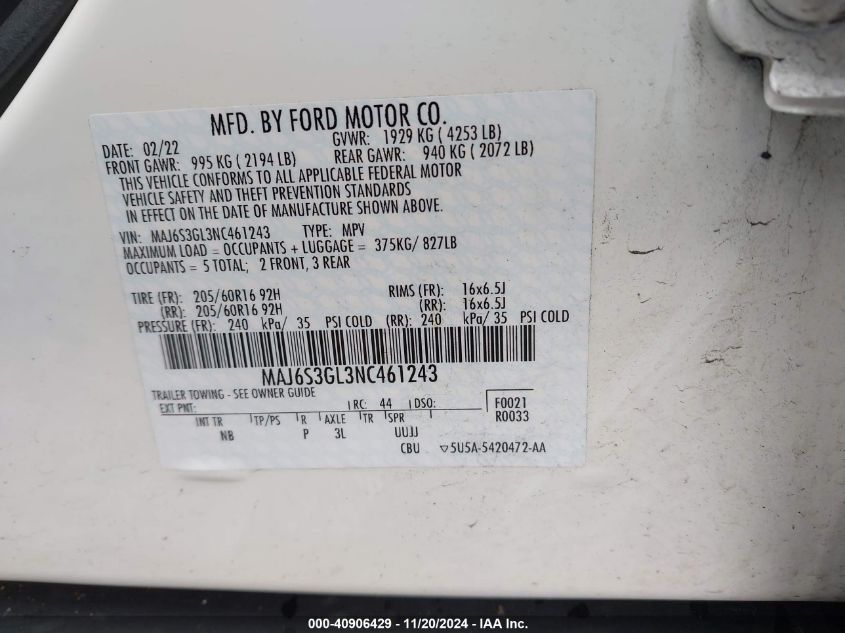 MFD. BY FORD MOTOR CO.
DATE: 02/22 GVWR: 1929 KG ( 4253 LB)
FRONT GAWR: 995 KG ( 2194 LB) REAR GAWR: 940 KG ( 2072 LB)
THIS VEHICLE CONFORMS TO ALL APPLICABLE FEDERAL MOTOR
VEHICLE SAFETY AND THEFT PREVENTION STANDARDS
IN EFFECT ON THE DATE OF MANUFACTURE SHOWN ABOVE.
VIN: MAJ6S3GL3NC461243 TYPE: MPV
MAXIMUM LOAD = OCCUPANTS + LUGGAGE = 375KG/ 827LB
OCCUPANTS = 5 TOTAL; 2 FRONT, 3 REAR
TIRE (FR): 205/60R16 92H RIMS (FR): 16x6.5J
(RR): 205/60R16 92H (RR): 16x6.5J
PRESSURE (FR): 240 kPa/ 35 PSI COLD (RR): 240 kPa/ 35 PSI COLD
MAJ6S3GL3NC461243
TRAILER TOWING - SEE OWNER GUIDE
EXT PNT: RC: 44 DSO: F0021
INT TR TP/PS R AXLE TR SPR R0033
NB P 3L UUJJ
CBU ▽5U5A-5420472-AA
000-40906429 - 11/20/2024 - IAA Inc.